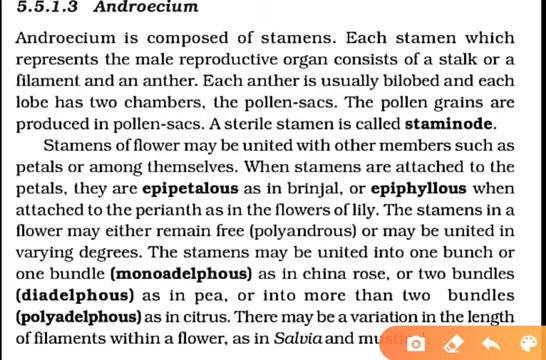 5.5.1.3 Androecium
Androecium is composed of stamens. Each stamen which
represents the male reproductive organ consists of a stalk or a
filament and an anther. Each anther is usually bilobed and each
lobe has two chambers, the pollen-sacs. The pollen grains are
produced in pollen-sacs. A sterile stamen is called staminode.
Stamens of flower may be united with other members such as
petals or among themselves. When stamens are attached to the
petals, they are epipetalous as in brinjal, or epiphyllous when
attached to the perianth as in the flowers of lily. The stamens in a
flower may either remain free (polyandrous) or may be united in
varying degrees. The stamens may be united into one bunch or
one bundle (monoadelphous) as in china rose, or two bundles
(diadelphous) as in pea, or into more than two bundles
(polyadelphous) as in citrus. There may be a variation in the length
of filaments within a flower, as in Salvia and